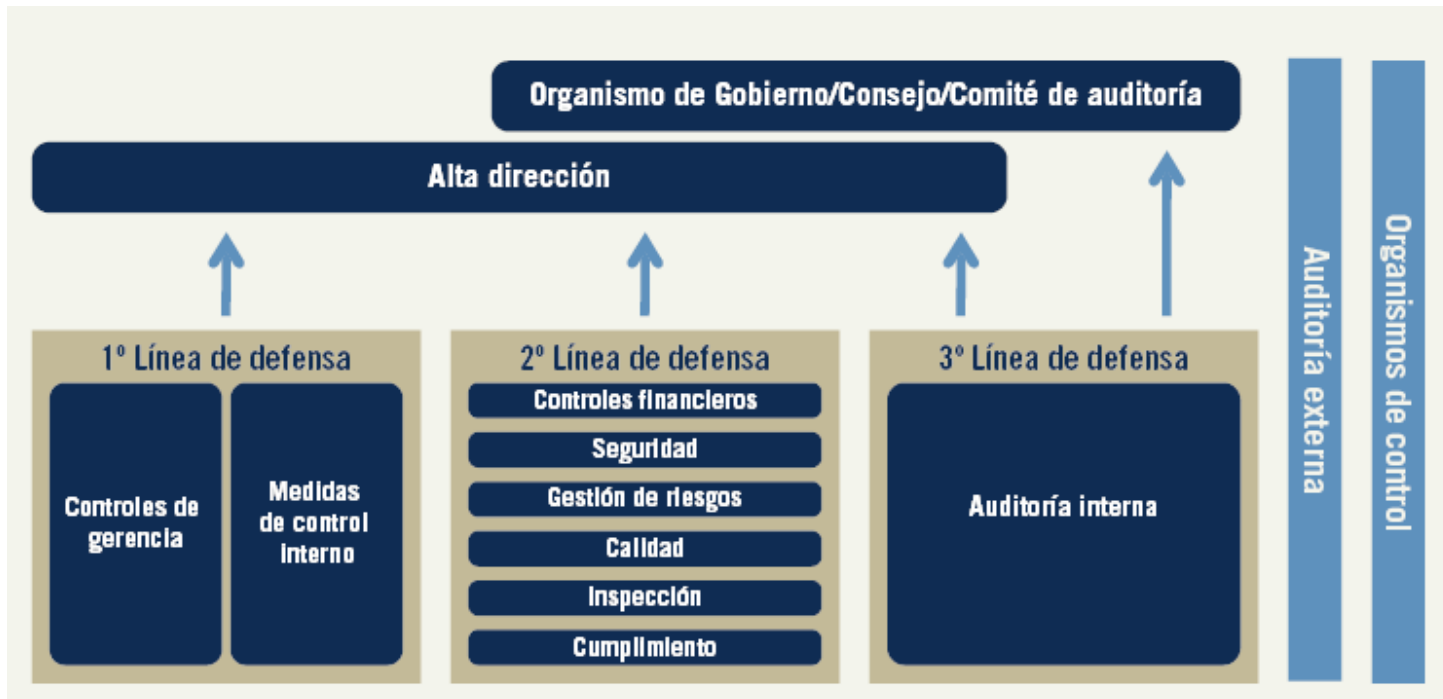 Organismo de Gobierno/Consejo/Comité de auditoría
Alta dirección
1º Línea de defensa
Controles de
gerencia
Medidas
de control
interno
2º Línea de defensa
Controles financieros
Seguridad
Gestión de riesgos
Calidad
Inspección
Cumplimiento
3º Línea de defensa
Auditoría interna
Auditoría externa
Organismos de control